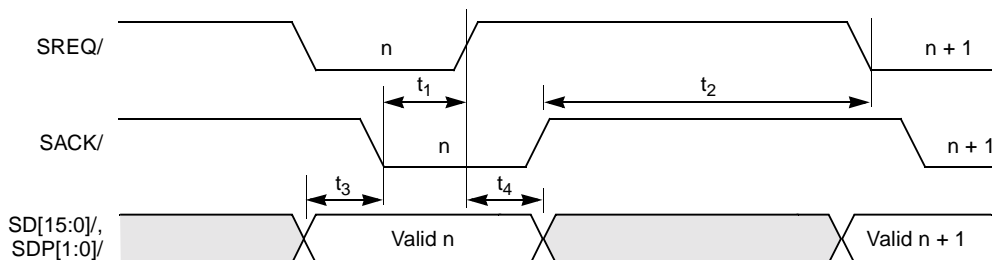 SREQ/
n
n + 1
t1
t2
SACK/
n
n + 1
t3
t4
SD[15:0]/,
SDP[1:0]/
Valid n
Valid n + 1